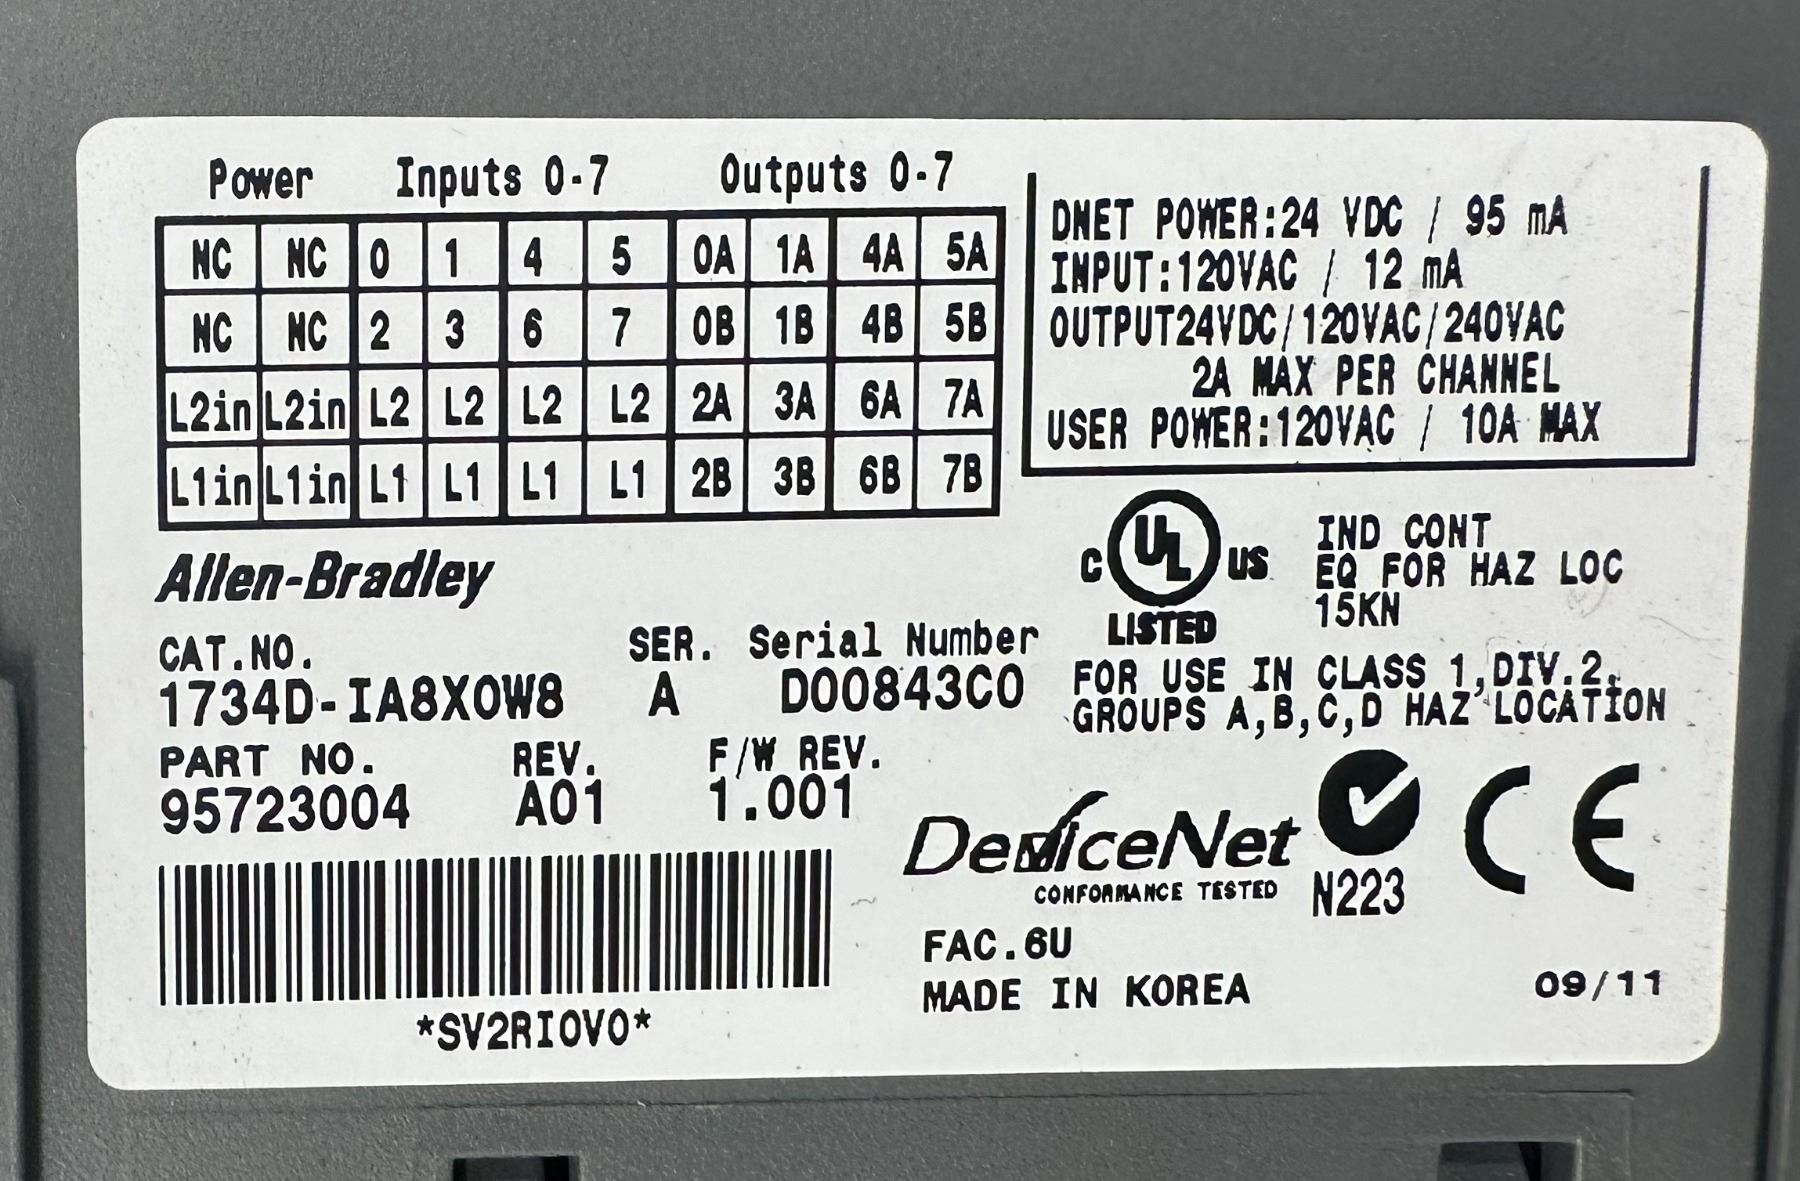 Power Inputs 0-7 Outputs 0-7
NC NC 0 1 4 5 0A 1A 4A 5A
NC NC 2 3 6 7 0B 1B 4B 5B
L2in L2in L2 L2 L2 L2 2A 3A 6A 7A
L1in L1in L1 L1 L1 L1 2B 3B 6B 7B
DNET POWER:24 VDC / 95 mA
INPUT:120VAC / 12 mA
OUTPUT24VDC/120VAC/240VAC
2A MAX PER CHANNEL
USER POWER:120VAC / 10A MAX
Allen-Bradley
CAT.NO. SER. Serial Number
1734D-IA8XOW8 A D00843C0
PART NO. REV. F/W REV.
95723004 A01 1.001
*SV2RI0V0*
C UL US
LISTED
IND CONT
EQ FOR HAZ LOC
15KN
FOR USE IN CLASS 1,DIV.2,
GROUPS A,B,C,D HAZ LOCATION
DeviceNet
CONFORMANCE TESTED
N223
CE
FAC.6U
MADE IN KOREA
09/11